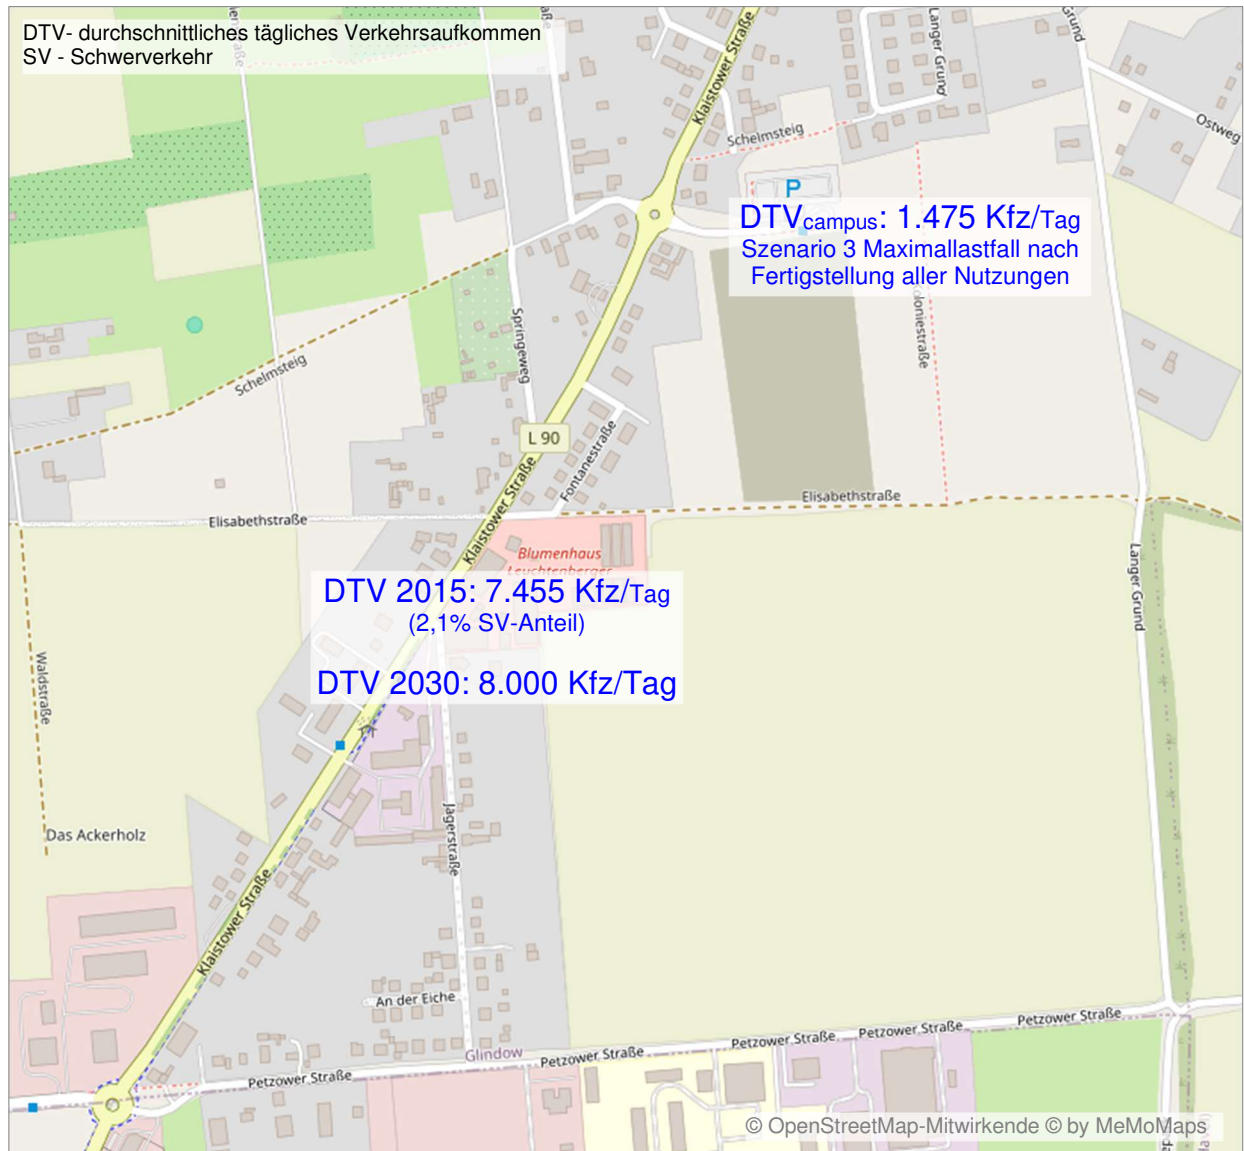 DTV- durchschnittliches tägliches Verkehrsaufkommen
SV - Schwerverkehr
Klaistower Straße
Langer Grund
Grund
Ostweg
Schelmsteig
P
DTVcampus: 1.475 Kfz/Tag
Szenario 3 Maximallastfall nach
Fertigstellung aller Nutzungen
Springeweg
Schelmsteig
L 90
Fontanestraße
Klaistower Straße
Elisabethstraße
Elisabethstraße
Blumenhaus
Leuchtenberger
DTV 2015: 7.455 Kfz/Tag
(2,1% SV-Anteil)
DTV 2030: 8.000 Kfz/Tag
Langer Grund
Waldstraße
Das Ackerholz
Jägerstraße
Klaistower Straße
An der Eiche
Glindow
Petzower Straße
Petzower Straße
Petzower Straße
Petzower Straße
Petzower Straße
© OpenStreetMap-Mitwirkende © by MeMoMaps